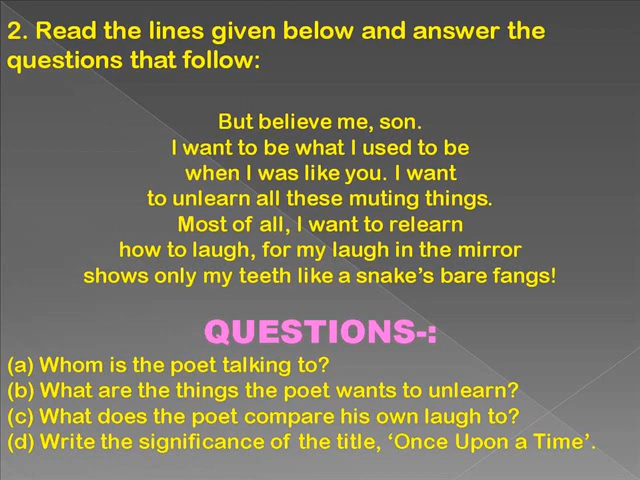 2. Read the lines given below and answer the
questions that follow:
But believe me, son.
I want to be what I used to be
when I was like you. I want
to unlearn all these muting things.
Most of all, I want to relearn
how to laugh, for my laugh in the mirror
shows only my teeth like a snake’s bare fangs!
QUESTIONS-:
(a) Whom is the poet talking to?
(b) What are the things the poet wants to unlearn?
(c) What does the poet compare his own laugh to?
(d) Write the significance of the title, ‘Once Upon a Time’.